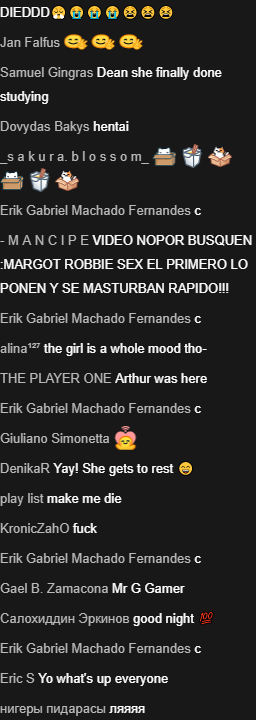 DIEDDD😤😭😭😭😫😫😫
Jan Falfus
Samuel Gingras Dean she finally done
studying
Dovydas Bakys hentai
_s a k u r a. b l o s s o m_
Erik Gabriel Machado Fernandes c
- M A N C I P E VIDEO NOPOR BUSQUEN
:MARGOT ROBBIE SEX EL PRIMERO LO
PONEN Y SE MASTURBAN RAPIDO!!!
Erik Gabriel Machado Fernandes c
alina¹²⁷ the girl is a whole mood tho-
THE PLAYER ONE Arthur was here
Erik Gabriel Machado Fernandes c
Giuliano Simonetta
DenikaR Yay! She gets to rest 😄
play list make me die
KronicZahO fuck
Erik Gabriel Machado Fernandes c
Gael B. Zamacona Mr G Gamer
Салохиддин Эркинов good night 💯
Erik Gabriel Machado Fernandes c
Eric S Yo what's up everyone
нигеры пидарасы ляяяя